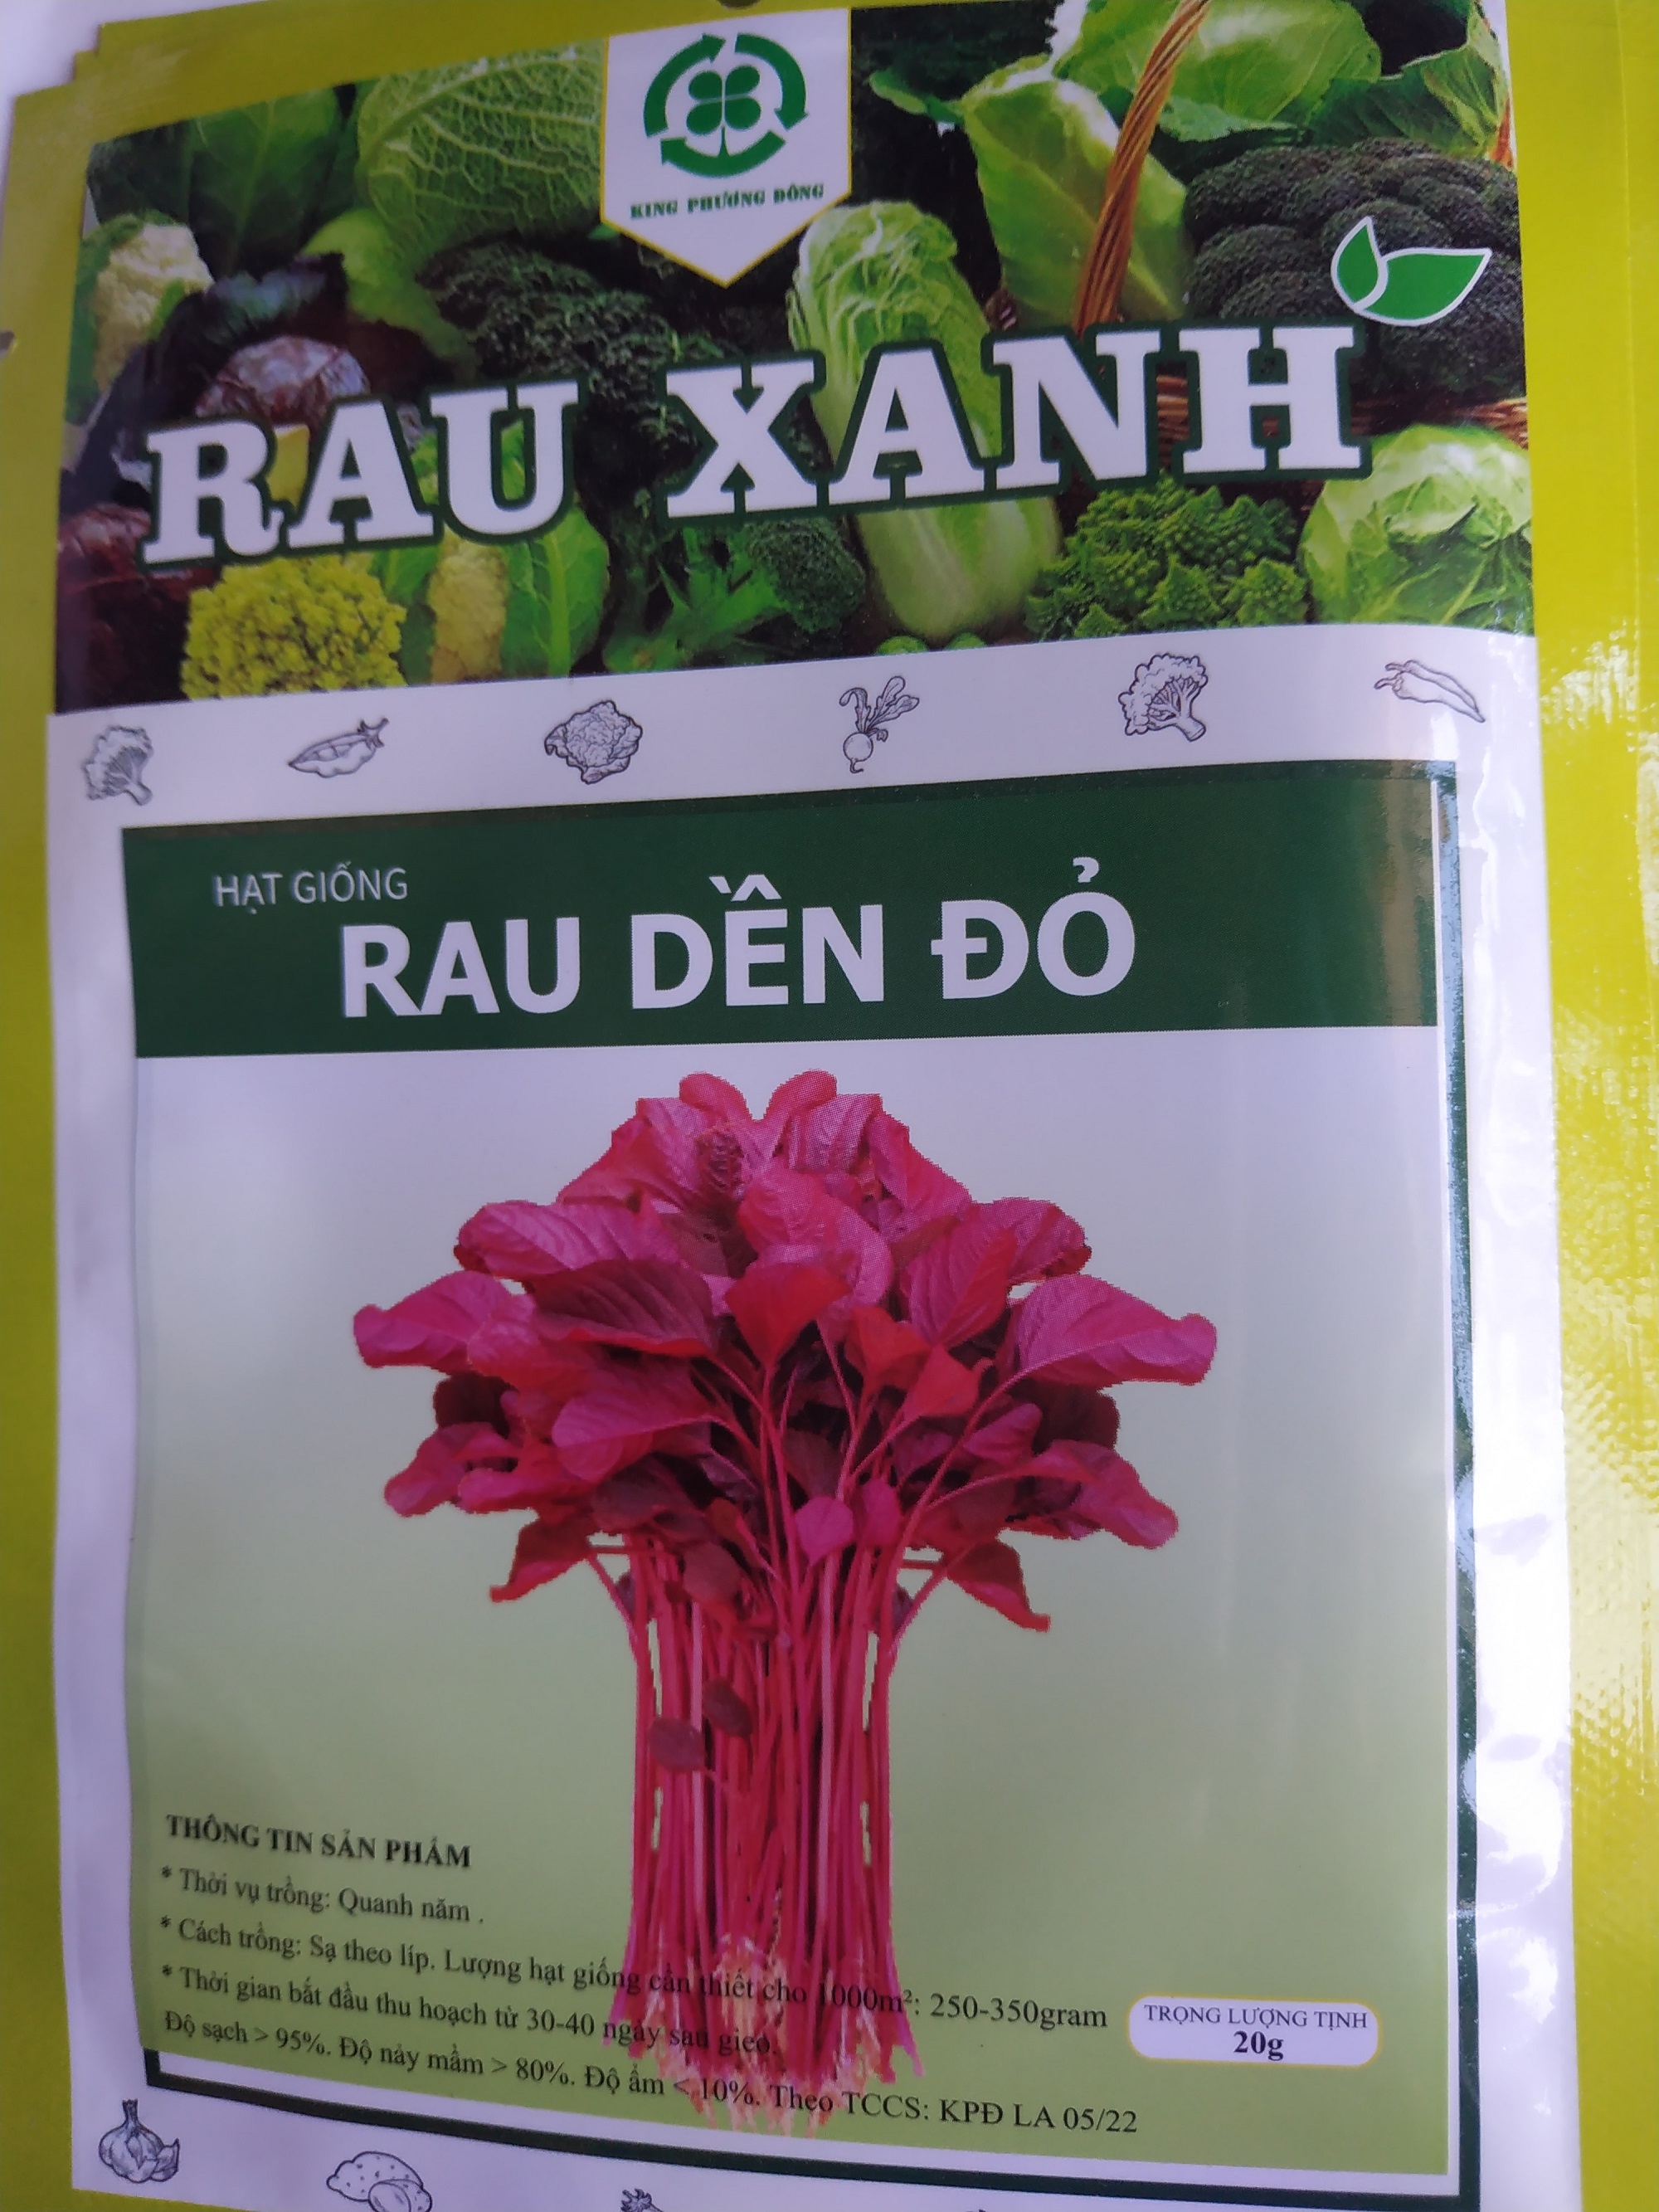 KING PHƯƠNG ĐÔNG
RAU XANH
HẠT GIỐNG
RAU DỀN ĐỎ
THÔNG TIN SẢN PHẨM
* Thời vụ trồng: Quanh năm .
* Cách trồng: Sạ theo líp. Lượng hạt giống cần thiết cho 1000m²: 250-350gram
* Thời gian bắt đầu thu hoạch từ 30-40 ngày sau gieo.
Độ sạch > 95%. Độ nảy mầm > 80%. Độ ẩm < 10%. Theo TCCS: KPĐ LA 05/22
TRỌNG LƯỢNG TỊNH
20g